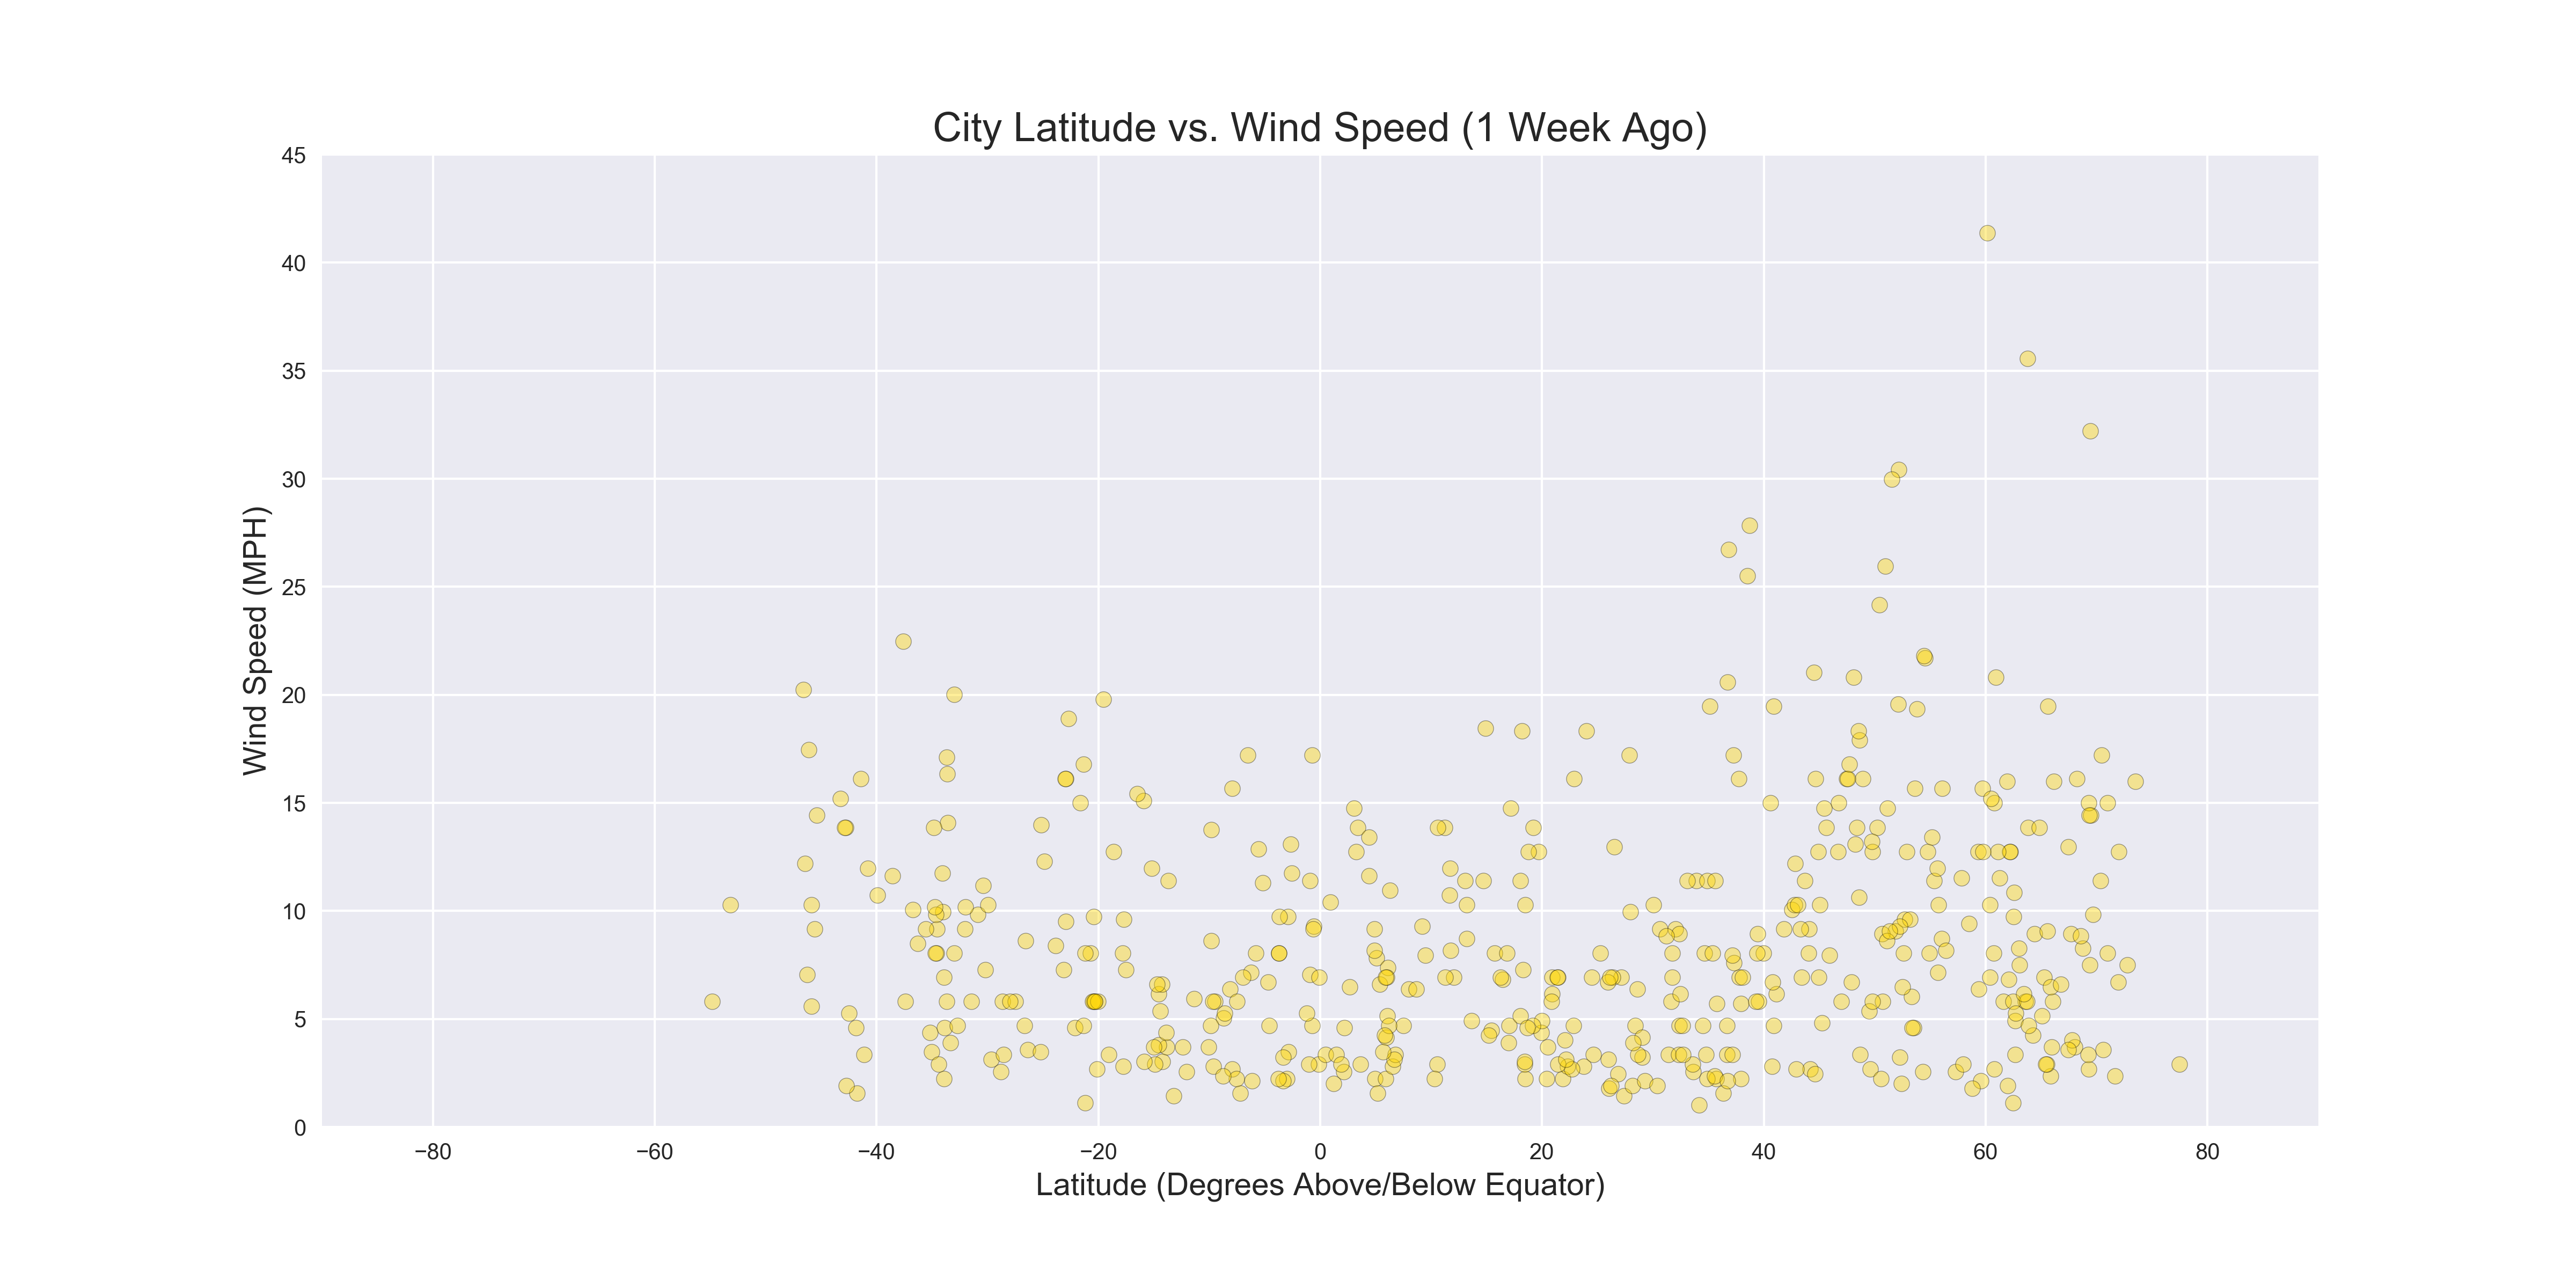 City Latitude vs. Wind Speed (1 Week Ago)
45
40
35
30
25
20
15
10
5
0
Wind Speed (MPH)
−80 −60 −40 −20 0 20 40 60 80
Latitude (Degrees Above/Below Equator)